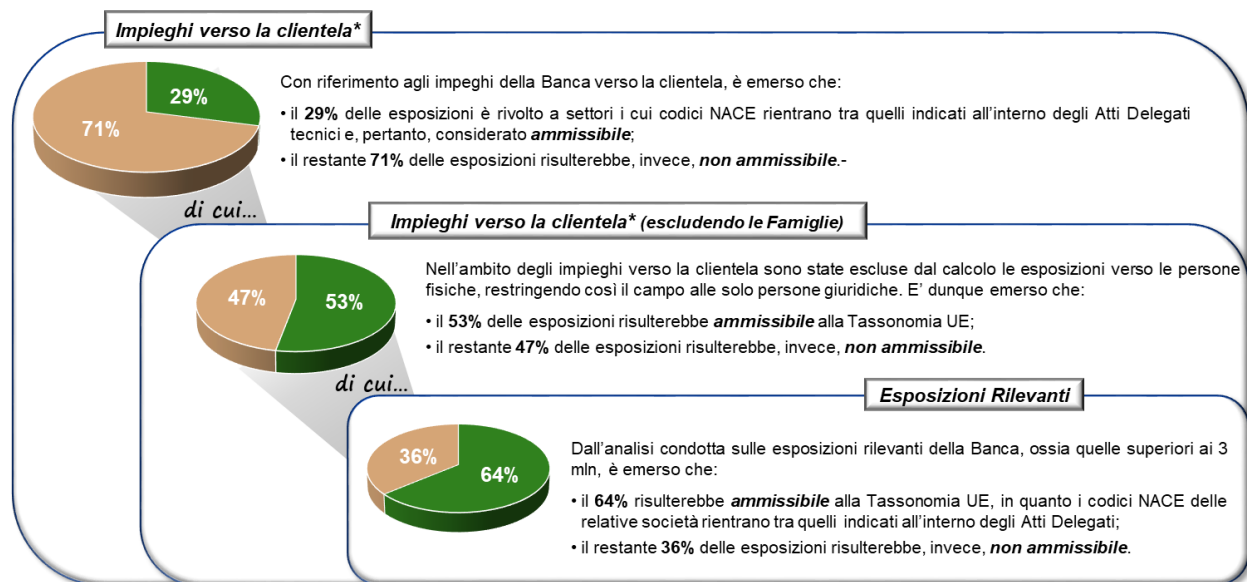 Impieghi verso la clientela*
29%
71%
Con riferimento agli impeghi della Banca verso la clientela, è emerso che:
• il 29% delle esposizioni è rivolto a settori i cui codici NACE rientrano tra quelli indicati all’interno degli Atti Delegati
tecnici e, pertanto, considerato ammissibile;
• il restante 71% delle esposizioni risulterebbe, invece, non ammissibile.-
di cui...
Impieghi verso la clientela* (escludendo le Famiglie)
47%
53%
Nell’ambito degli impieghi verso la clientela sono state escluse dal calcolo le esposizioni verso le persone
fisiche, restringendo così il campo alle solo persone giuridiche. E’ dunque emerso che:
• il 53% delle esposizioni risulterebbe ammissibile alla Tassonomia UE;
• il restante 47% delle esposizioni risulterebbe, invece, non ammissibile.
di cui...
Esposizioni Rilevanti
36%
64%
Dall’analisi condotta sulle esposizioni rilevanti della Banca, ossia quelle superiori ai 3
mln, è emerso che:
• il 64% risulterebbe ammissibile alla Tassonomia UE, in quanto i codici NACE delle
relative società rientrano tra quelli indicati all’interno degli Atti Delegati;
• il restante 36% delle esposizioni risulterebbe, invece, non ammissibile.